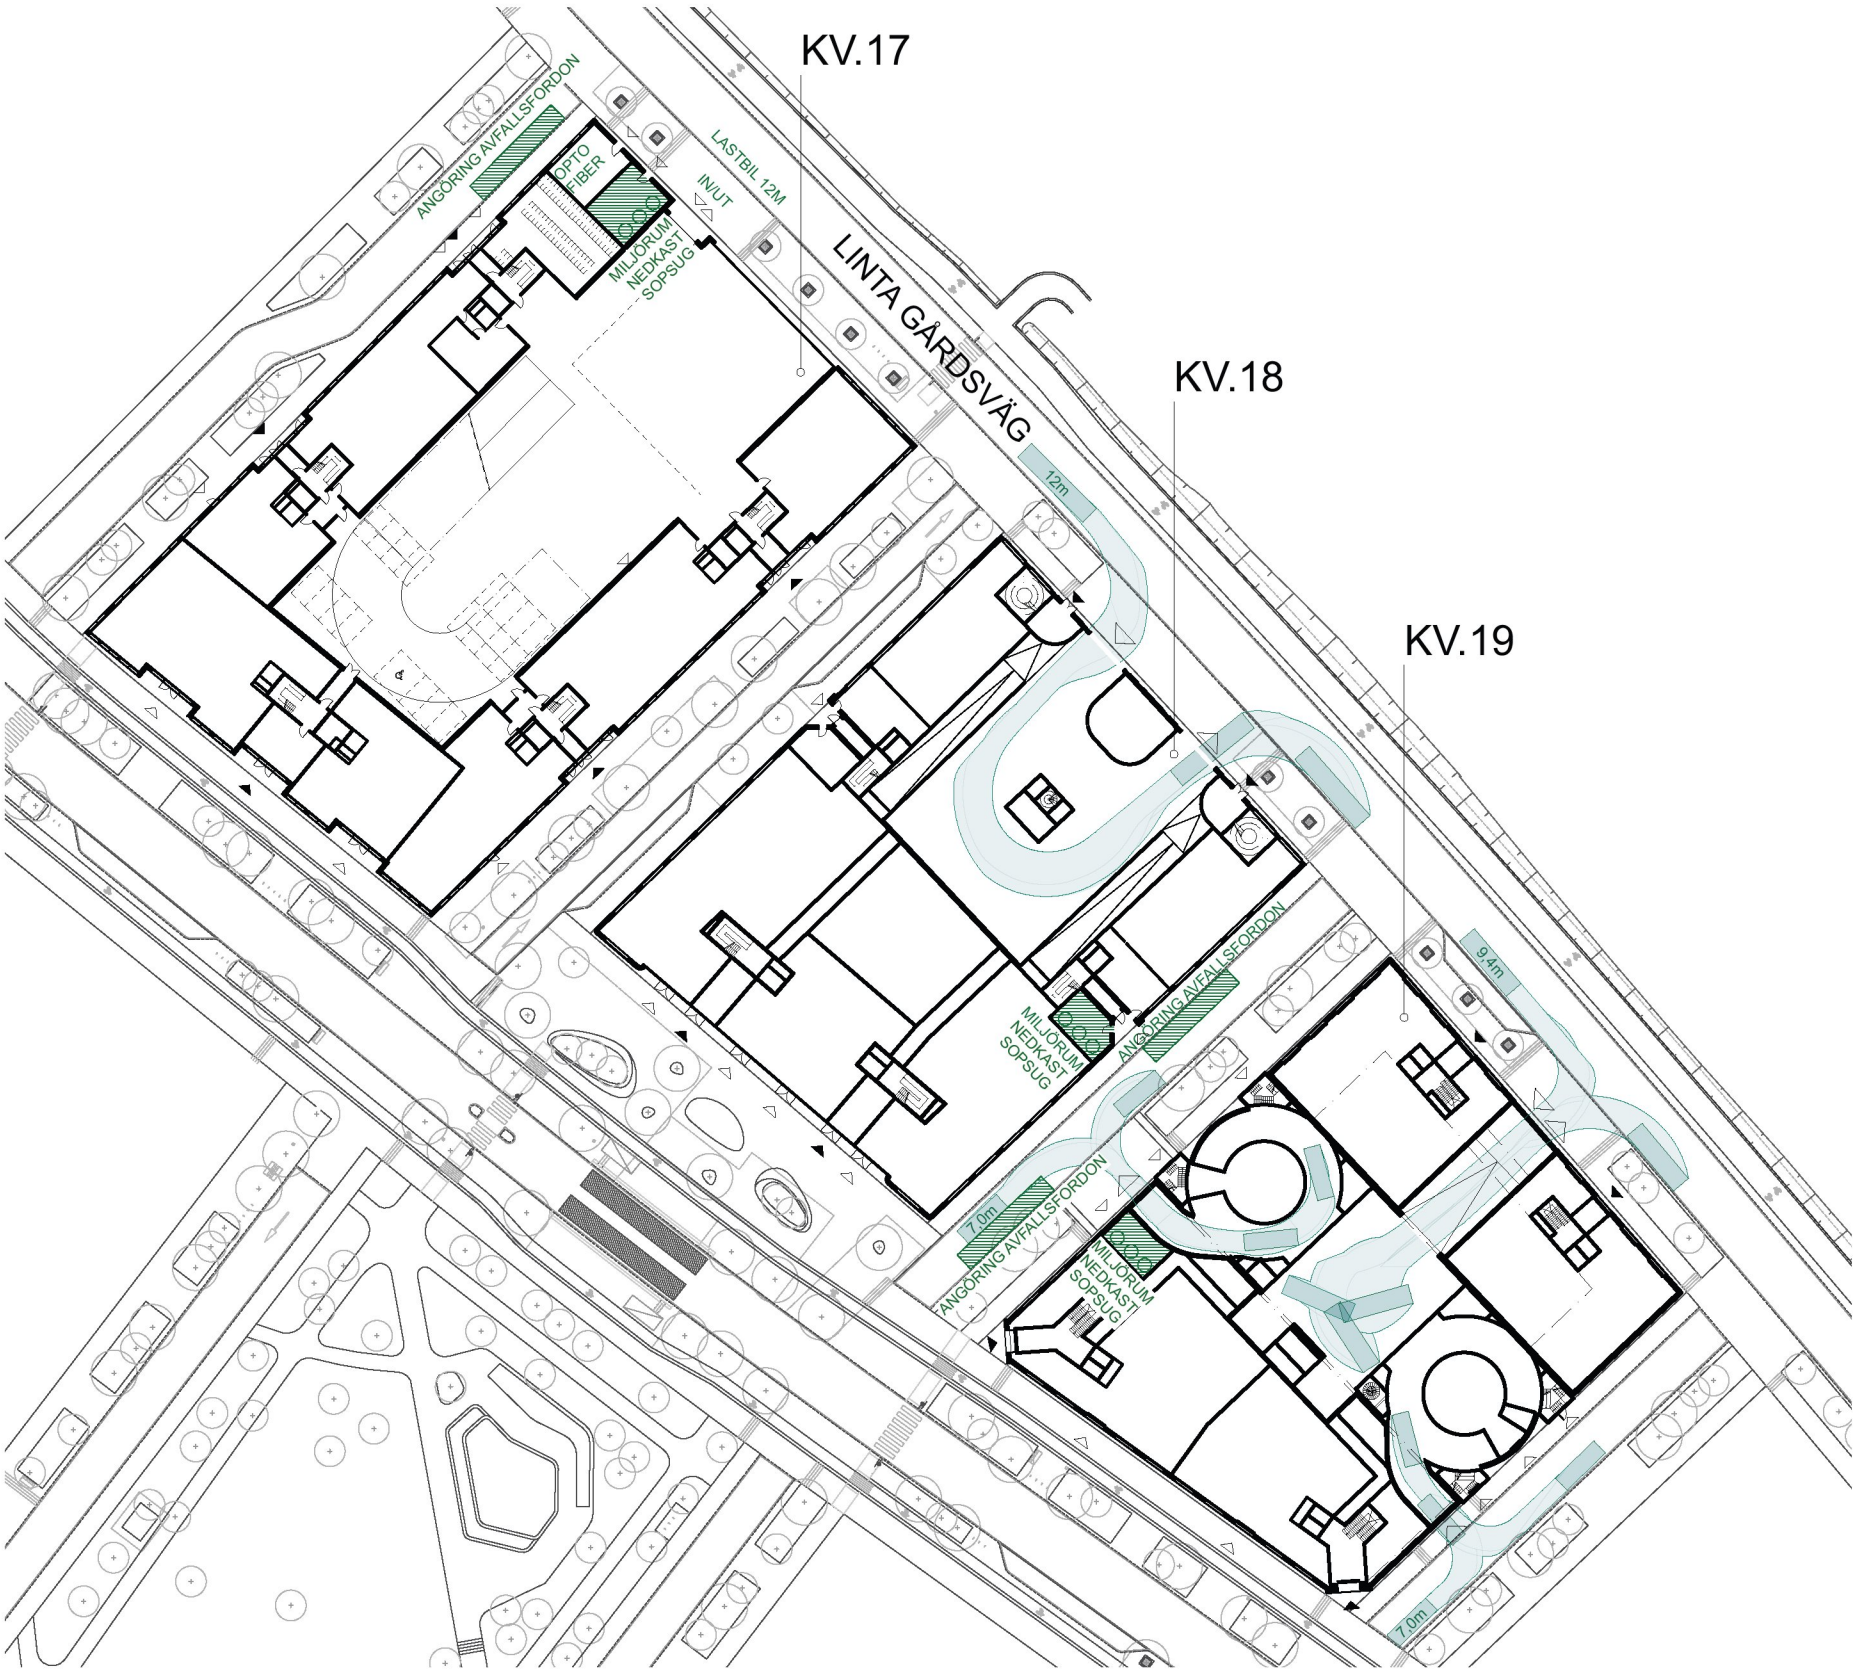 KV.17
ANGÖRING AVFALLSFORDON
OPTO
FIBER
LASTBIL 12M
IN/UT
MILJÖRUM
NEDKAST
SOPSUG
LINTA GÅRDSVÄG
KV.18
12m
KV.19
ANGÖRING AVFALLSFORDON
9,4m
MILJÖRUM
NEDKAST
SOPSUG
7,0m
ANGÖRING AVFALLSFORDON
MILJÖRUM
NEDKAST
SOPSUG
7,0m